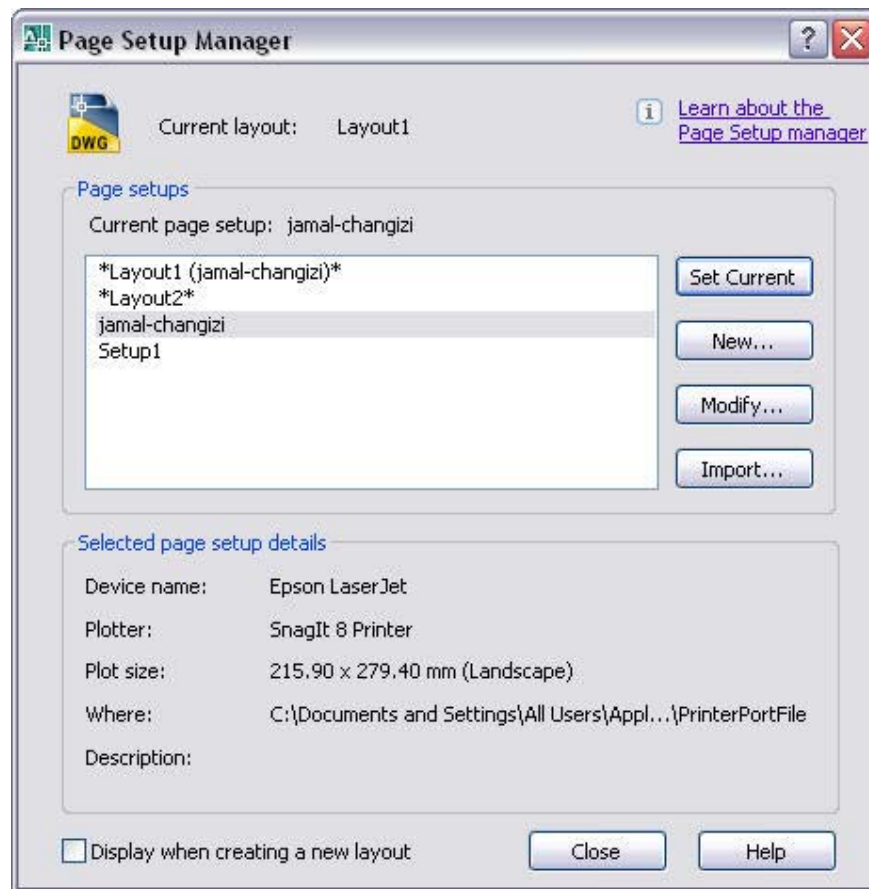 Page Setup Manager
DWG
Current layout: Layout1
i Learn about the
Page Setup manager
Page setups
Current page setup: jamal-changizi
*Layout1 (jamal-changizi)*
*Layout2*
jamal-changizi
Setup1
Set Current
New...
Modify...
Import...
Selected page setup details
Device name: Epson LaserJet
Plotter: SnagIt 8 Printer
Plot size: 215.90 x 279.40 mm (Landscape)
Where: C:\Documents and Settings\All Users\Appl...\PrinterPortFile
Description:
Display when creating a new layout
Close
Help